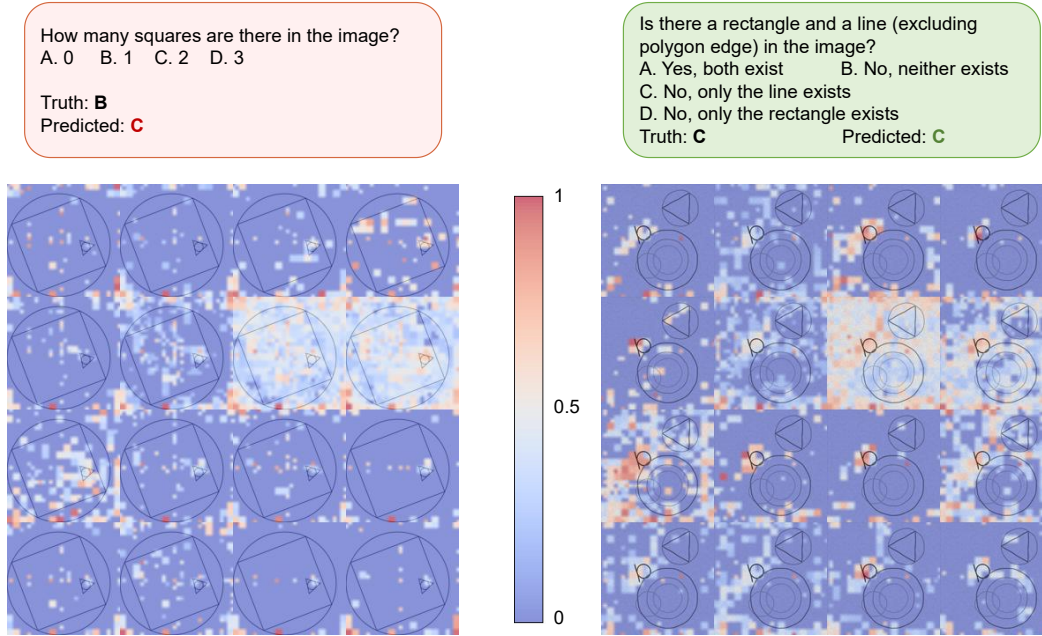 How many squares are there in the image?
A. 0 B. 1 C. 2 D. 3
Truth: B
Predicted: C
Is there a rectangle and a line (excluding
polygon edge) in the image?
A. Yes, both exist B. No, neither exists
C. No, only the line exists
D. No, only the rectangle exists
Truth: C Predicted: C
1
0.5
0